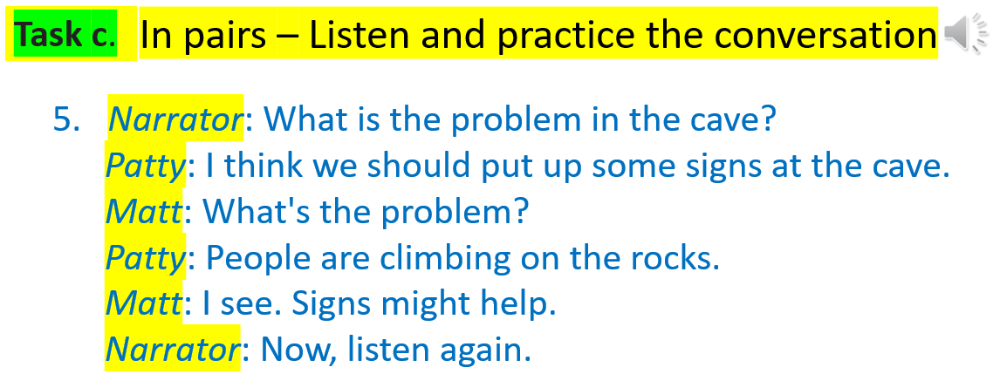 Task c. In pairs – Listen and practice the conversation
5. Narrator: What is the problem in the cave?
Patty: I think we should put up some signs at the cave.
Matt: What's the problem?
Patty: People are climbing on the rocks.
Matt: I see. Signs might help.
Narrator: Now, listen again.